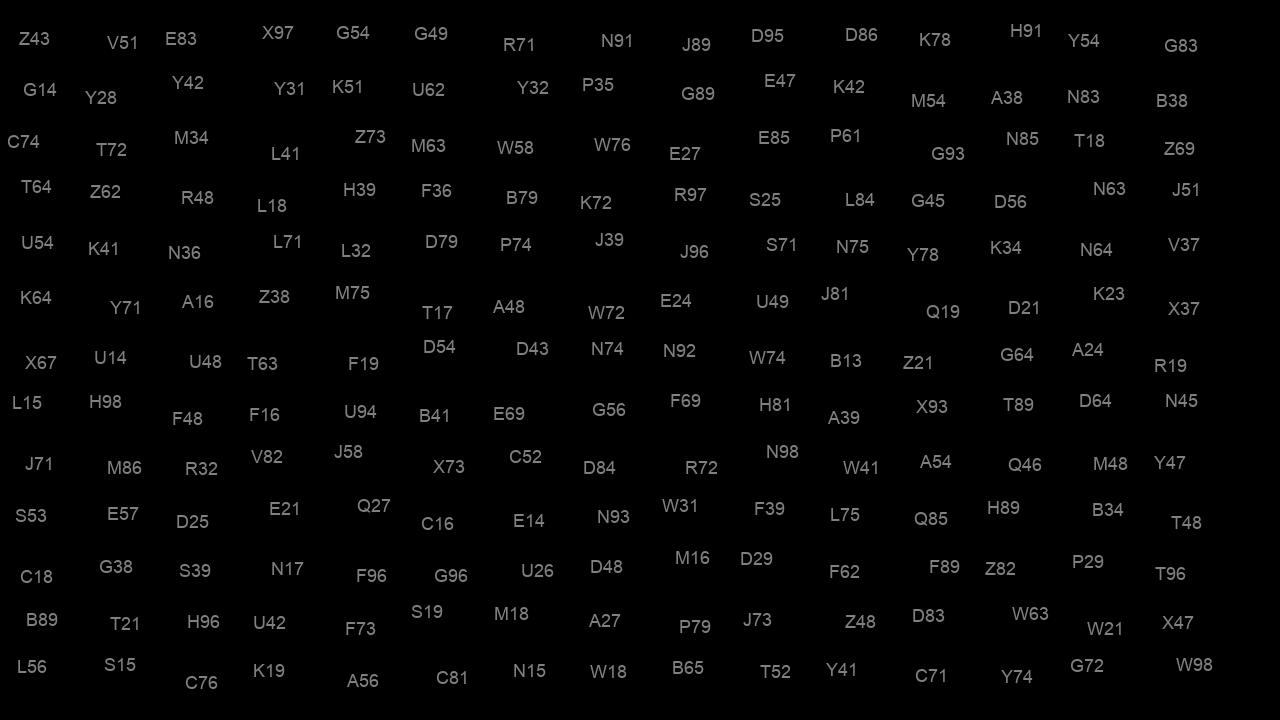 Z43 V51 E83 X97 G54 G49 R71 N91 J89 D95 D86 K78 H91 Y54 G83
G14 Y28 Y42 Y31 K51 U62 Y32 P35 G89 E47 K42 M54 A38 N83 B38
C74 T72 M34 L41 Z73 M63 W58 W76 E27 E85 P61 G93 N85 T18 Z69
T64 Z62 R48 L18 H39 F36 B79 K72 R97 S25 L84 G45 D56 N63 J51
U54 K41 N36 L71 L32 D79 P74 J39 J96 S71 N75 Y78 K34 N64 V37
K64 Y71 A16 Z38 M75 T17 A48 W72 E24 U49 J81 Q19 D21 K23 X37
X67 U14 U48 T63 F19 D54 D43 N74 N92 W74 B13 Z21 G64 A24 R19
L15 H98 F48 F16 U94 B41 E69 G56 F69 H81 A39 X93 T89 D64 N45
J71 M86 R32 V82 J58 X73 C52 D84 R72 N98 W41 A54 Q46 M48 Y47
S53 E57 D25 E21 Q27 C16 E14 N93 W31 F39 L75 Q85 H89 B34 T48
C18 G38 S39 N17 F96 G96 U26 D48 M16 D29 F62 F89 Z82 P29 T96
B89 T21 H96 U42 F73 S19 M18 A27 P79 J73 Z48 D83 W63 W21 X47
L56 S15 C76 K19 A56 C81 N15 W18 B65 T52 Y41 C71 Y74 G72 W98